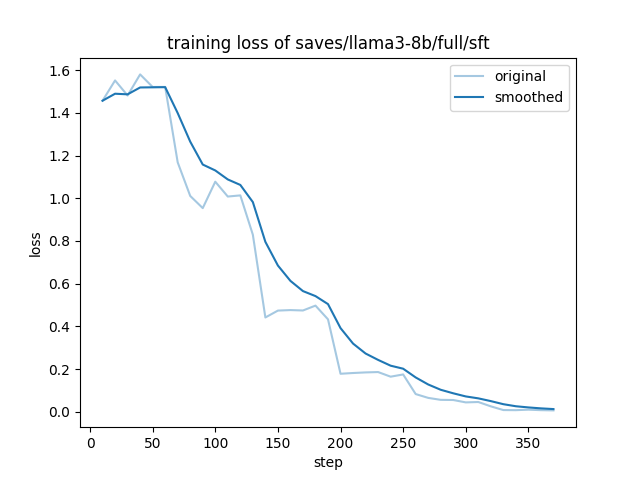 training loss of saves/llama3-8b/full/sft
original
smoothed
1.6
1.4
1.2
1.0
0.8
0.6
0.4
0.2
0.0
loss
0 50 100 150 200 250 300 350
step